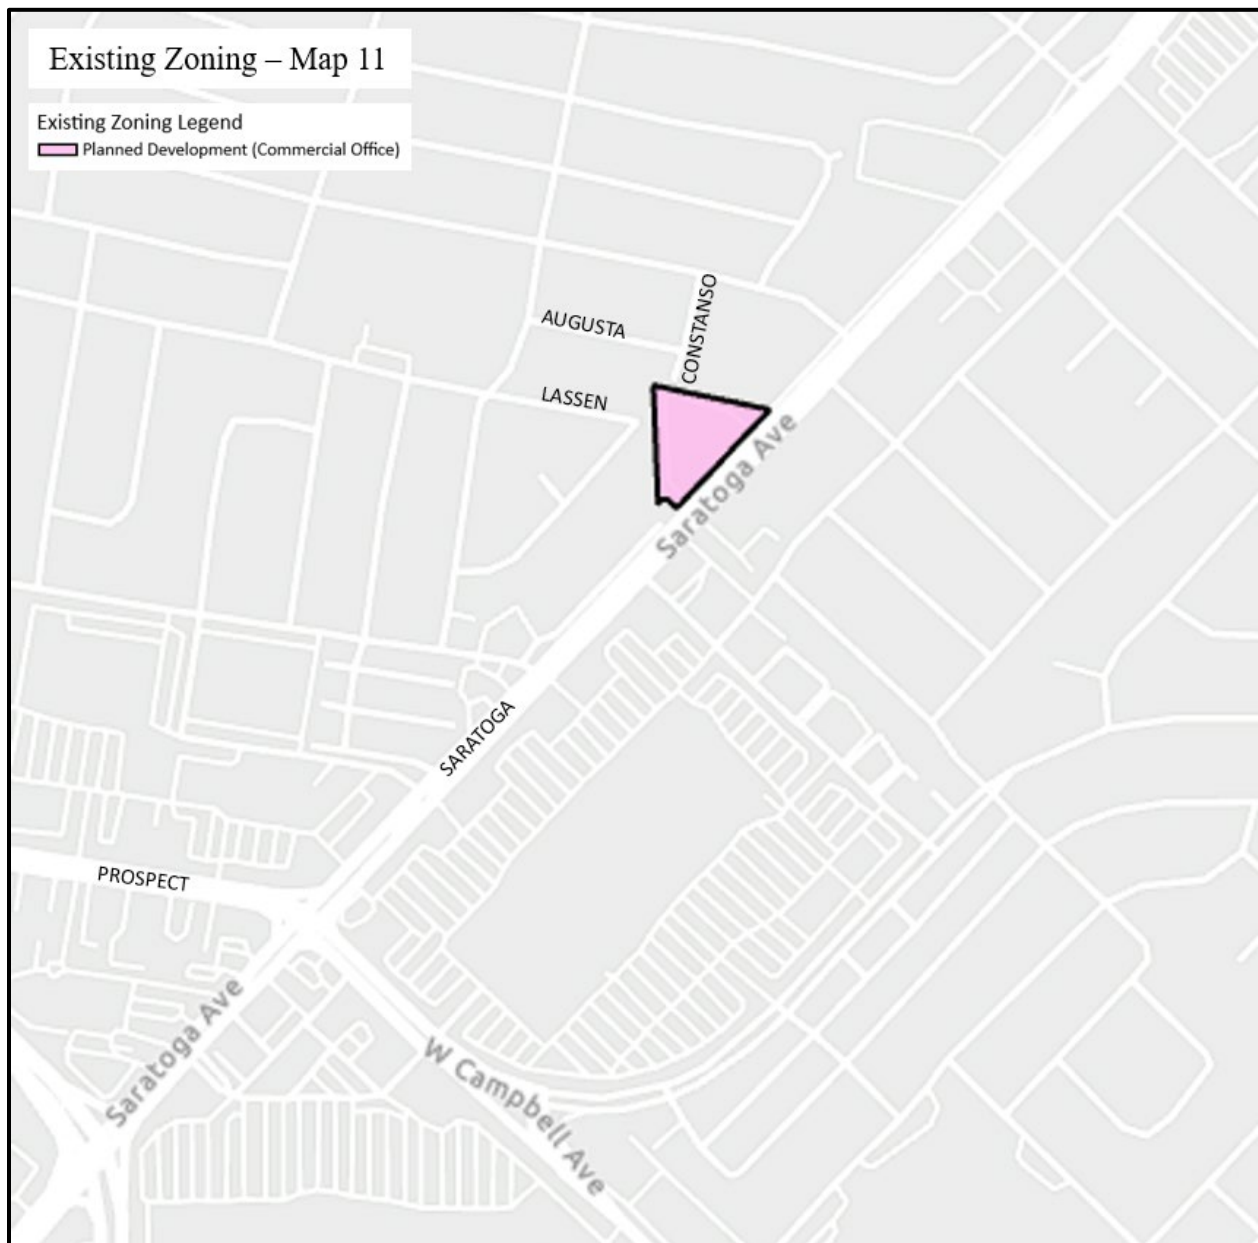 Existing Zoning – Map 11
Existing Zoning Legend
Planned Development (Commercial Office)
CONSTANSO
AUGUSTA
LASSEN
Saratoga Ave
SARATOGA
PROSPECT
Saratoga Ave
W Campbell Ave